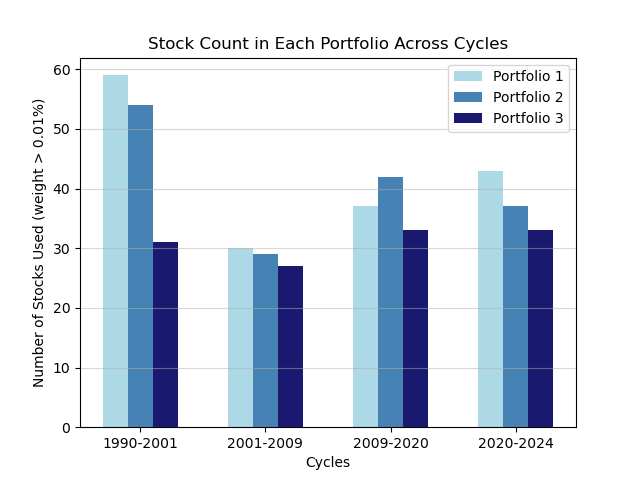 Stock Count in Each Portfolio Across Cycles
Portfolio 1
Portfolio 2
Portfolio 3
Number of Stocks Used (weight > 0.01%)
60
50
40
30
20
10
0
1990-2001
2001-2009
2009-2020
2020-2024
Cycles